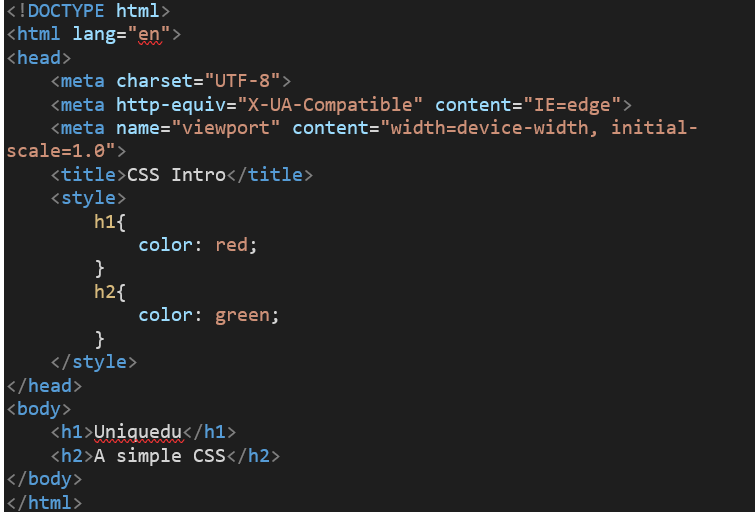 <!DOCTYPE html>
<html lang="en">
<head>
    <meta charset="UTF-8">
    <meta http-equiv="X-UA-Compatible" content="IE=edge">
    <meta name="viewport" content="width=device-width, initial-
scale=1.0">
    <title>CSS Intro</title>
    <style>
        h1{
            color: red;
        }
        h2{
            color: green;
        }
    </style>
</head>
<body>
    <h1>Uniquedu</h1>
    <h2>A simple CSS</h2>
</body>
</html>